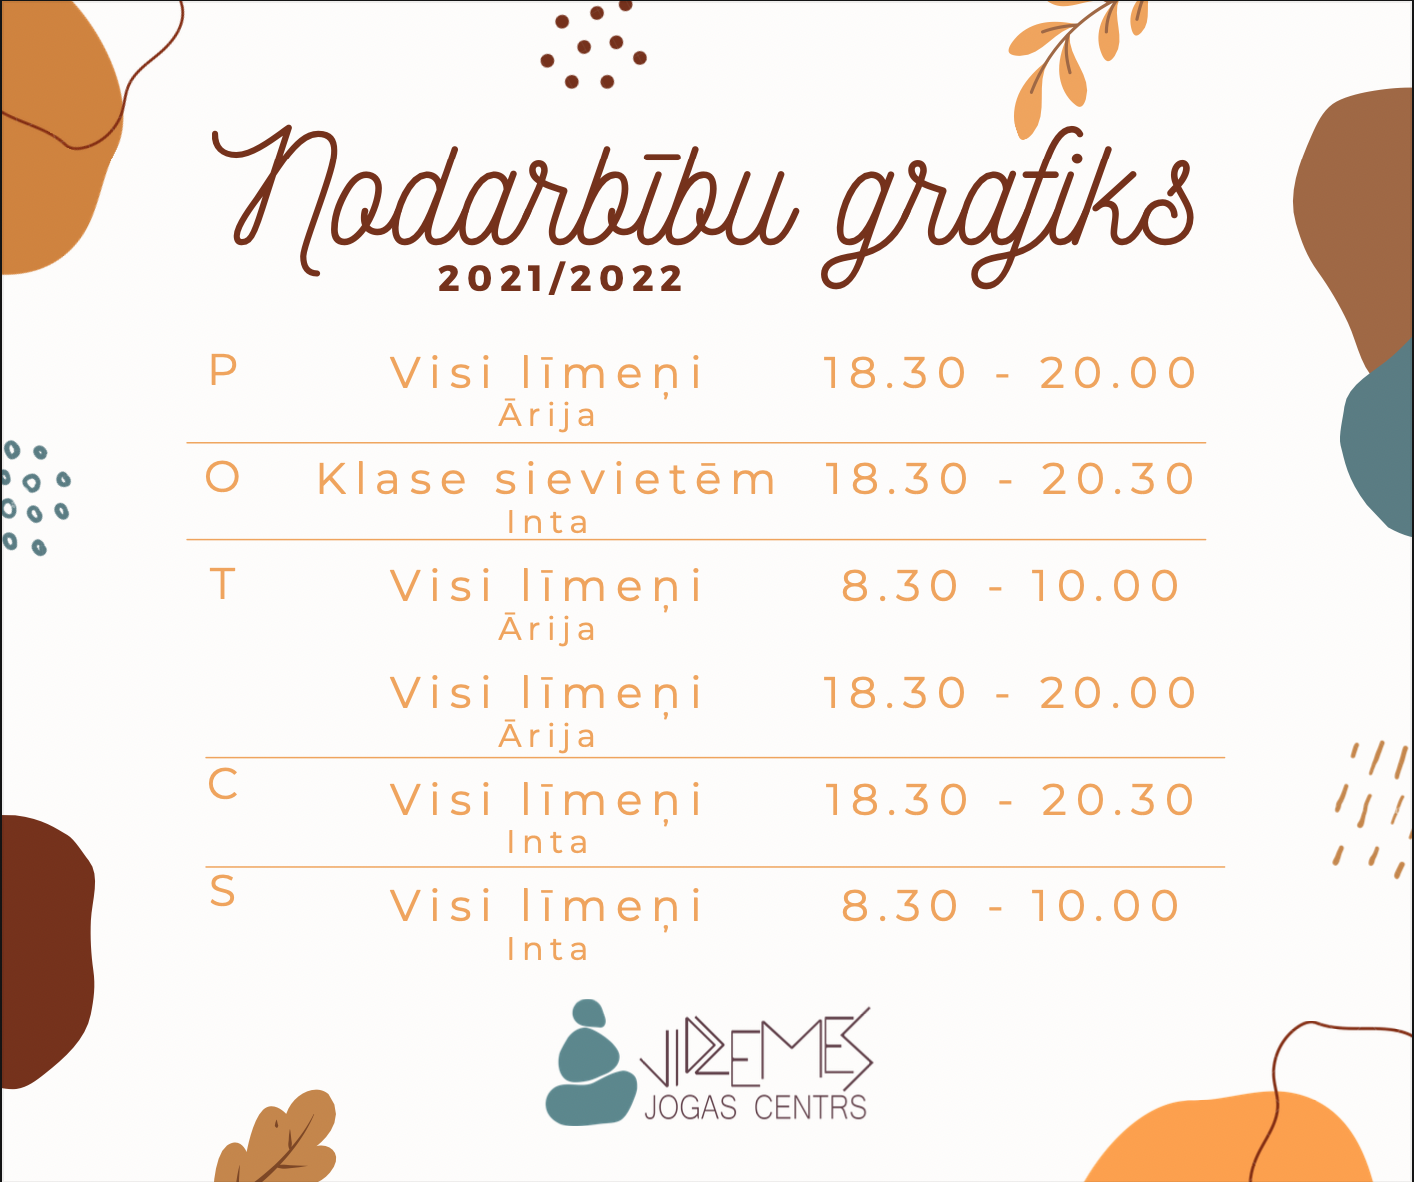 Nodarbību grafiks
2021/2022
P Visi līmeņi 18.30 - 20.00
Ārija
O Klase sievietēm 18.30 - 20.30
Inta
T Visi līmeņi 8.30 - 10.00
Ārija
Visi līmeņi 18.30 - 20.00
Ārija
C Visi līmeņi 18.30 - 20.30
Inta
S Visi līmeņi 8.30 - 10.00
Inta
VIDZEMES
JOGAS CENTRS